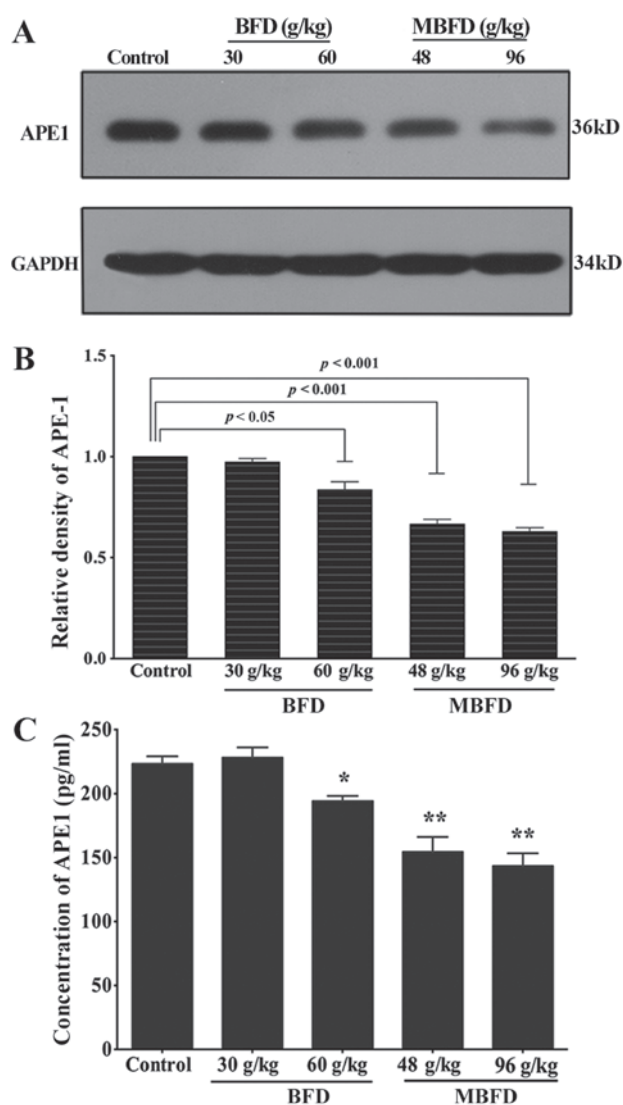 A
BFD (g/kg) MBFD (g/kg)
Control 30 60 48 96
APE1 36kD
GAPDH 34kD
B
Relative density of APE-1
1.5
1.0
0.5
0.0
p < 0.001
p < 0.001
p < 0.05
Control 30 g/kg 60 g/kg 48 g/kg 96 g/kg
BFD MBFD
C
Concentration of APE1 (pg/ml)
250
200
150
100
50
0
* ** **
Control 30 g/kg 60 g/kg 48 g/kg 96 g/kg
BFD MBFD